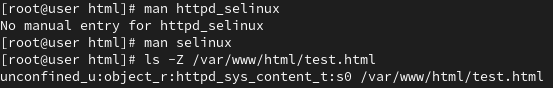 [root@user html]# man httpd_selinux
No manual entry for httpd_selinux
[root@user html]# man selinux
[root@user html]# ls -Z /var/www/html/test.html
unconfined_u:object_r:httpd_sys_content_t:s0 /var/www/html/test.html